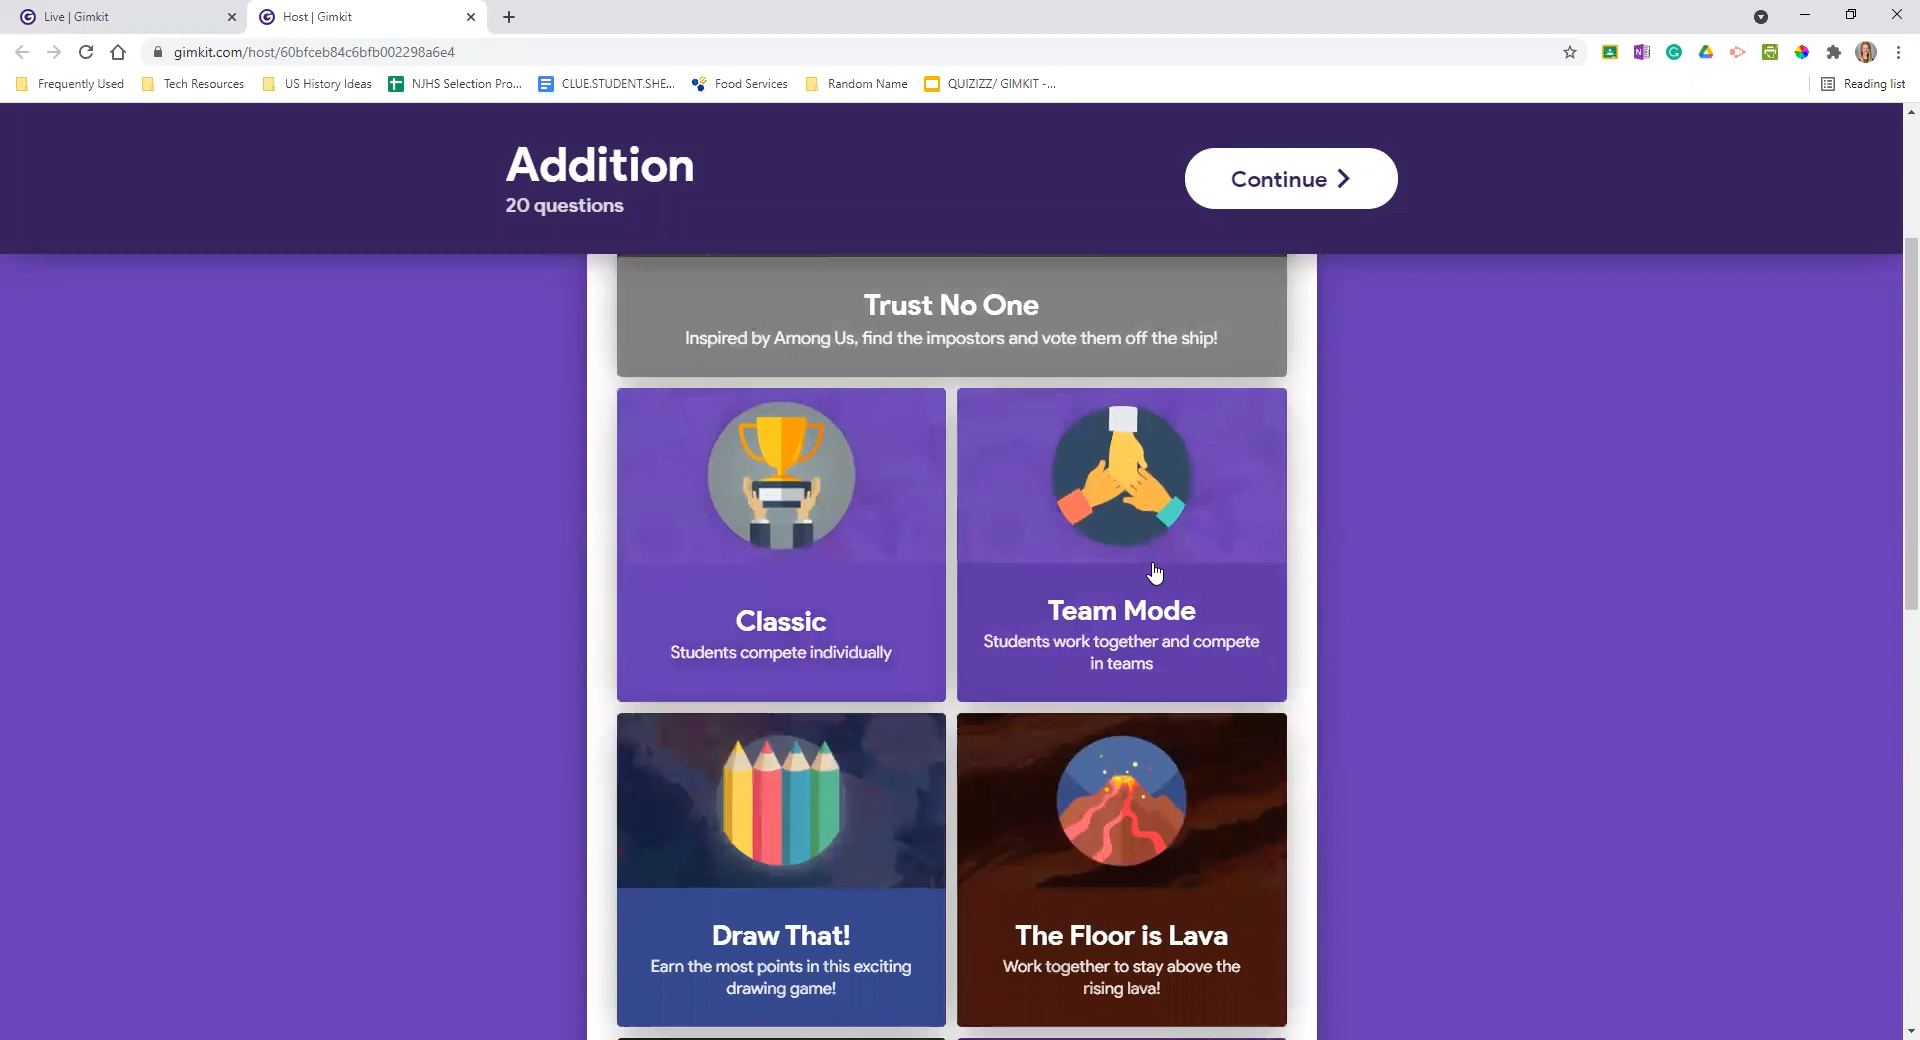 Live | Gimkit
Host | Gimkit
gimkit.com/host/60bfceb84c6bfb002298a6e4
Frequently Used
Tech Resources
US History Ideas
NJHS Selection Pro...
CLUE.STUDENT.SHE...
Food Services
Random Name
QUIZIZZ/ GIMKIT -...
Reading list
Addition
20 questions
Continue
Trust No One
Inspired by Among Us, find the impostors and vote them off the ship!
Classic
Students compete individually
Team Mode
Students work together and compete
in teams
Draw That!
Earn the most points in this exciting
drawing game!
The Floor is Lava
Work together to stay above the
rising lava!